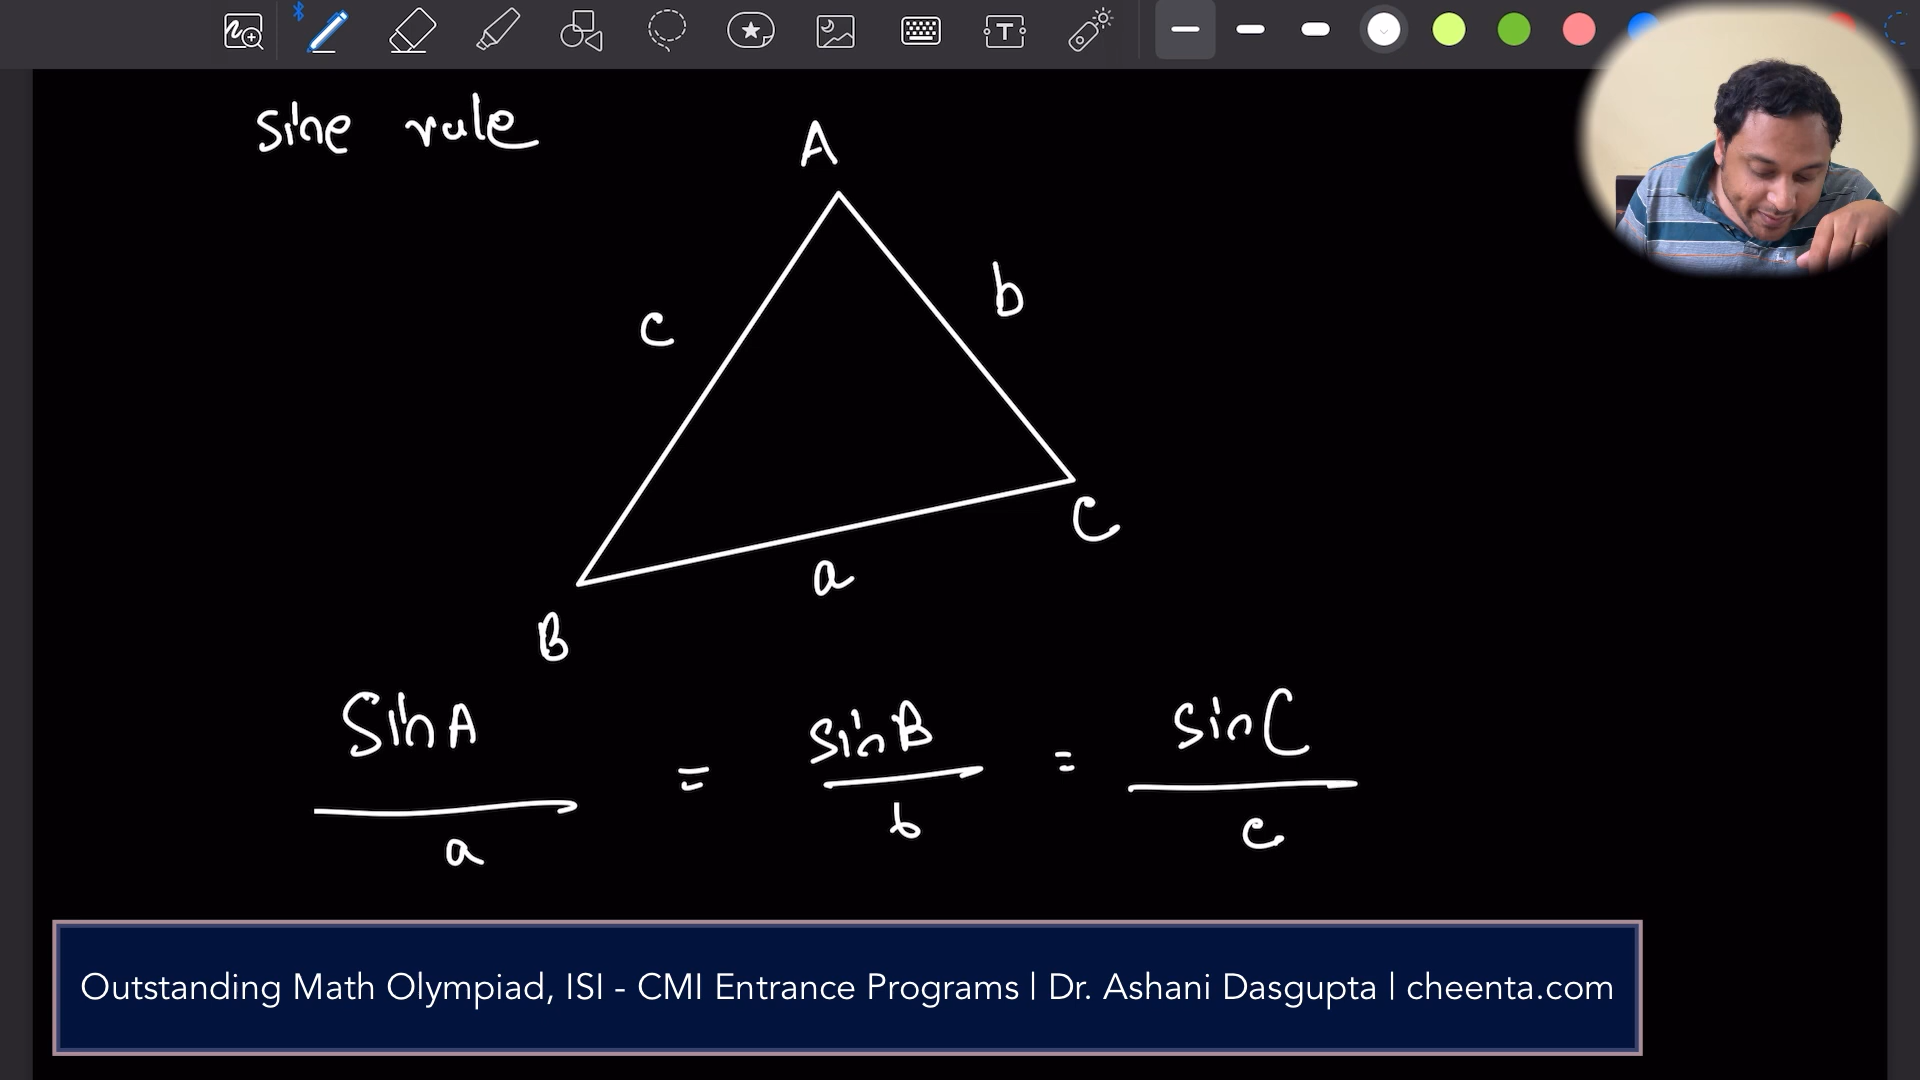 sine rule
A
b
c
C
a
B
SinA = sinB = sinC
a b c
Outstanding Math Olympiad, ISI - CMI Entrance Programs | Dr. Ashani Dasgupta | cheenta.com